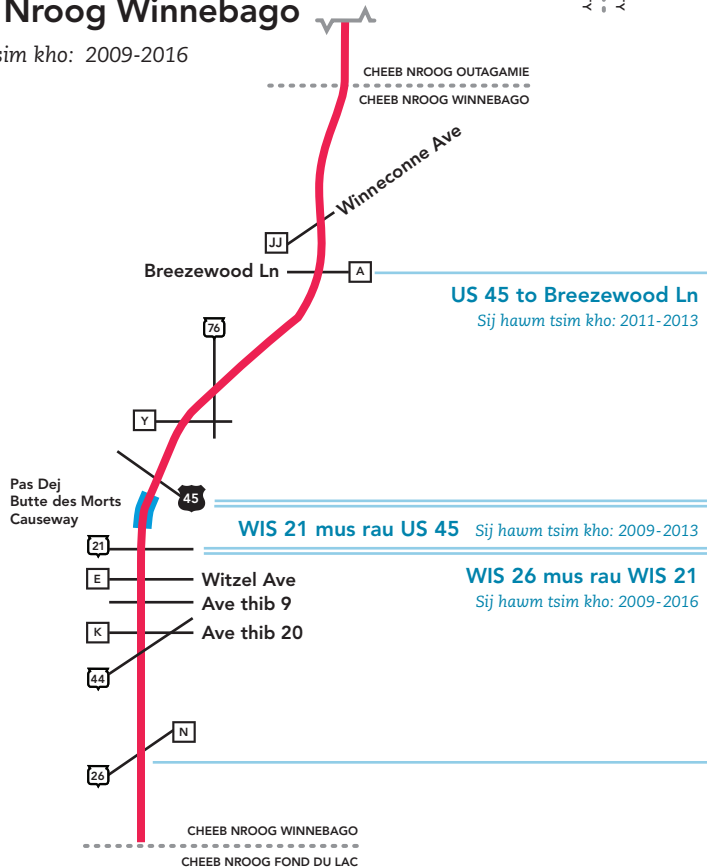 Nroog Winnebago
sim kho: 2009-2016
CHEEB NROOG OUTAGAMIE
CHEEB NROOG WINNEBAGO
Winneconne Ave
JJ
Breezewood Ln
A
US 45 to Breezewood Ln
Sij hawm tsim kho: 2011-2013
76
Y
Pas Dej
Butte des Morts
Causeway
45
WIS 21 mus rau US 45 Sij hawm tsim kho: 2009-2013
21
WIS 26 mus rau WIS 21
Sij hawm tsim kho: 2009-2016
E
Witzel Ave
Ave thib 9
K
Ave thib 20
44
N
26
CHEEB NROOG WINNEBAGO
CHEEB NROOG FOND DU LAC